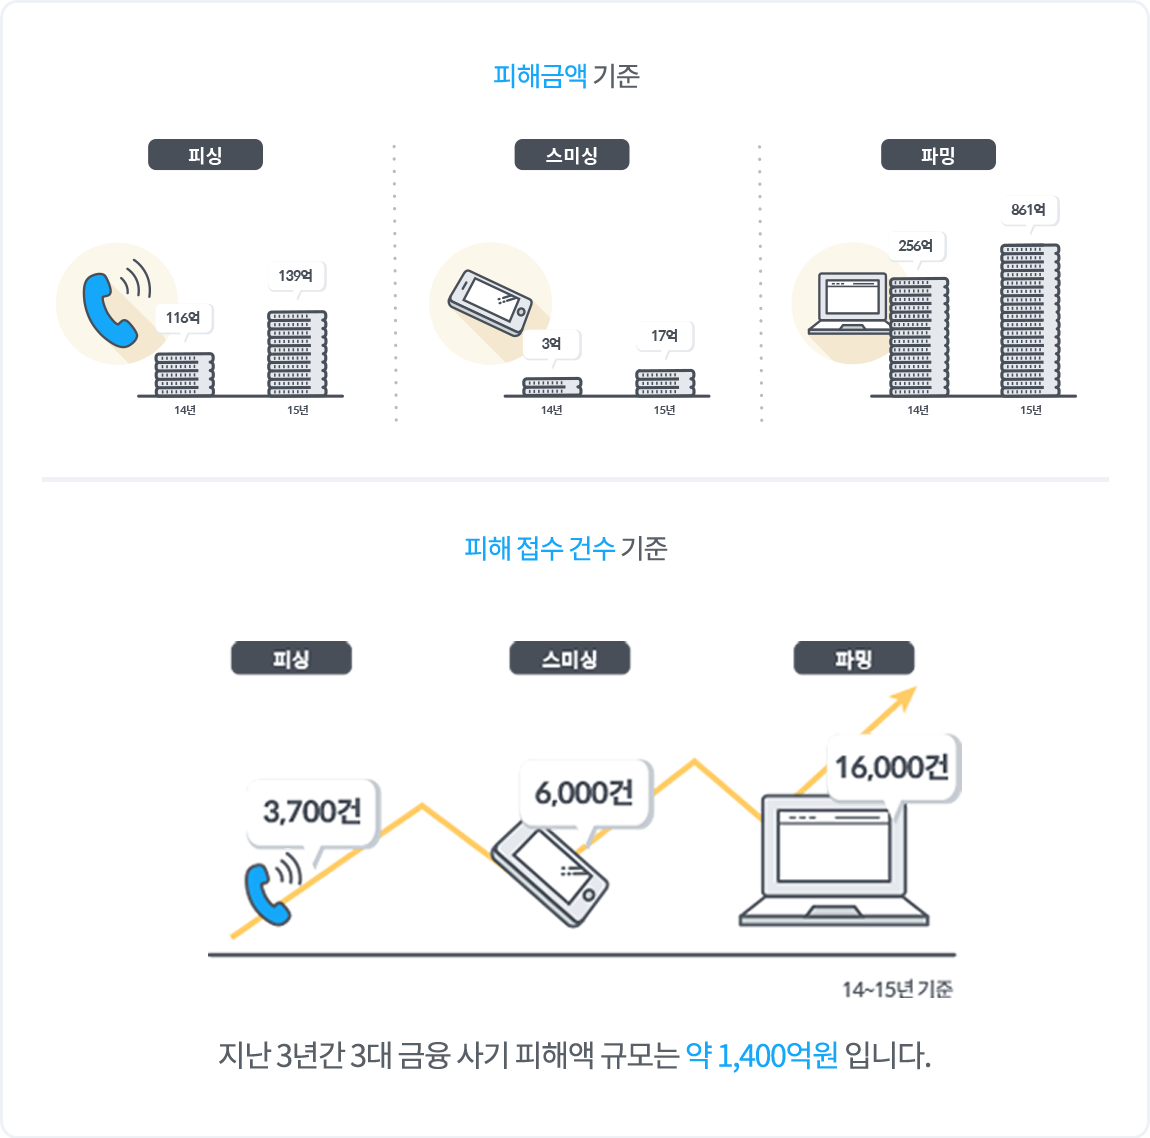 피해금액 기준
피싱
스미싱
파밍
116억
139억
14년
15년
3억
17억
14년
15년
256억
861억
14년
15년
피해 접수 건수 기준
피싱
스미싱
파밍
3,700건
6,000건
16,000건
14~15년 기준
지난 3년간 3대 금융 사기 피해액 규모는 약 1,400억원 입니다.